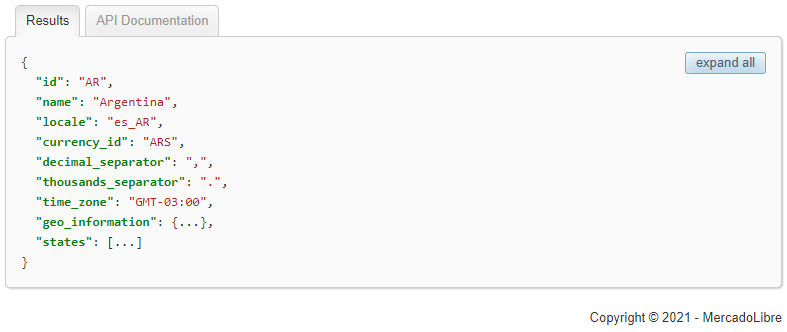 Results API Documentation
expand all
{
"id": "AR",
"name": "Argentina",
"locale": "es_AR",
"currency_id": "ARS",
"decimal_separator": ",",
"thousands_separator": ".",
"time_zone": "GMT-03:00",
"geo_information": {...},
"states": [...]
}
Copyright © 2021 - MercadoLibre